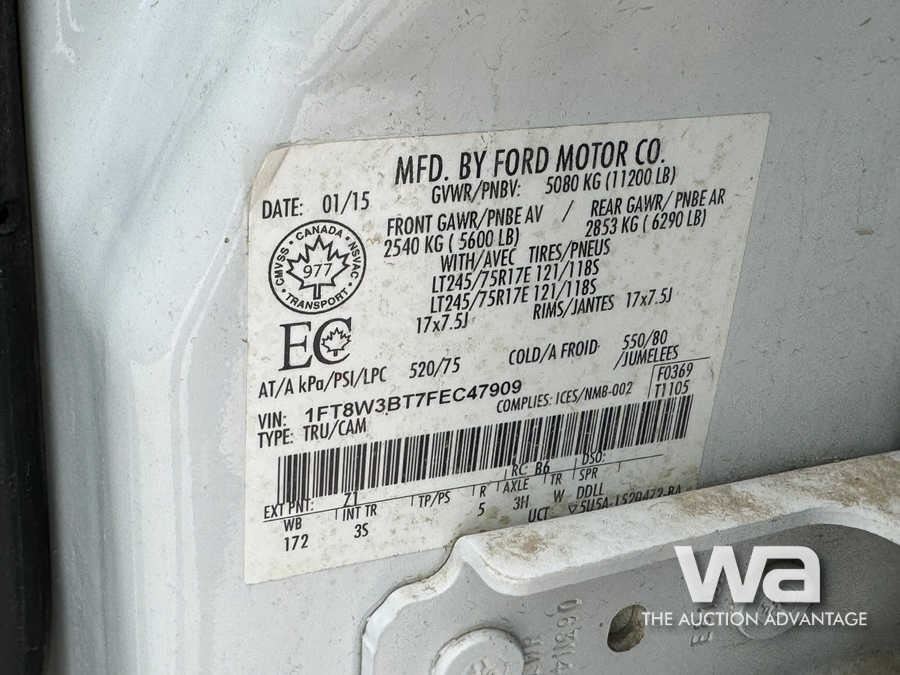 MFD. BY FORD MOTOR CO.
DATE: 01/15
GVWR/PNBV: 5080 KG (11200 LB)
FRONT GAWR/PNBE AV / REAR GAWR/ PNBE AR
2540 KG ( 5600 LB) 2853 KG ( 6290 LB)
WITH/AVEC TIRES/PNEUS
LT245/75R17E 121/118S
LT245/75R17E 121/118S
RIMS/JANTES
17x7.5J 17x7.5J
CMVSS • CANADA • NSVAC • TRANSPORT •
977
EC
AT/A kPa/PSI/LPC 520/75 COLD/A FROID 550/80
/JUMELEES
VIN: 1FT8W3BT7FEC47909 COMPLIES: ICES/NMB-002 F0369
TYPE: TRU/CAM T1105
EXT PNT: Z1 RC: B6 DSO:
WB INT TR TP/PS R AXLE TR SPR
172 3S 5 3H W DDLL
UCT ▽5U5A-1520472-BA
wa
THE AUCTION ADVANTAGE